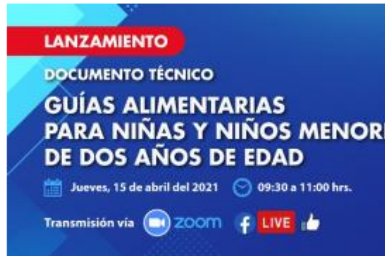 LANZAMIENTO
DOCUMENTO TÉCNICO
GUÍAS ALIMENTARIAS
PARA NIÑAS Y NIÑOS MENOR
DE DOS AÑOS DE EDAD
Jueves, 15 de abril del 2021 09:30 a 11:00 hrs.
Transmisión vía zoom f LIVE